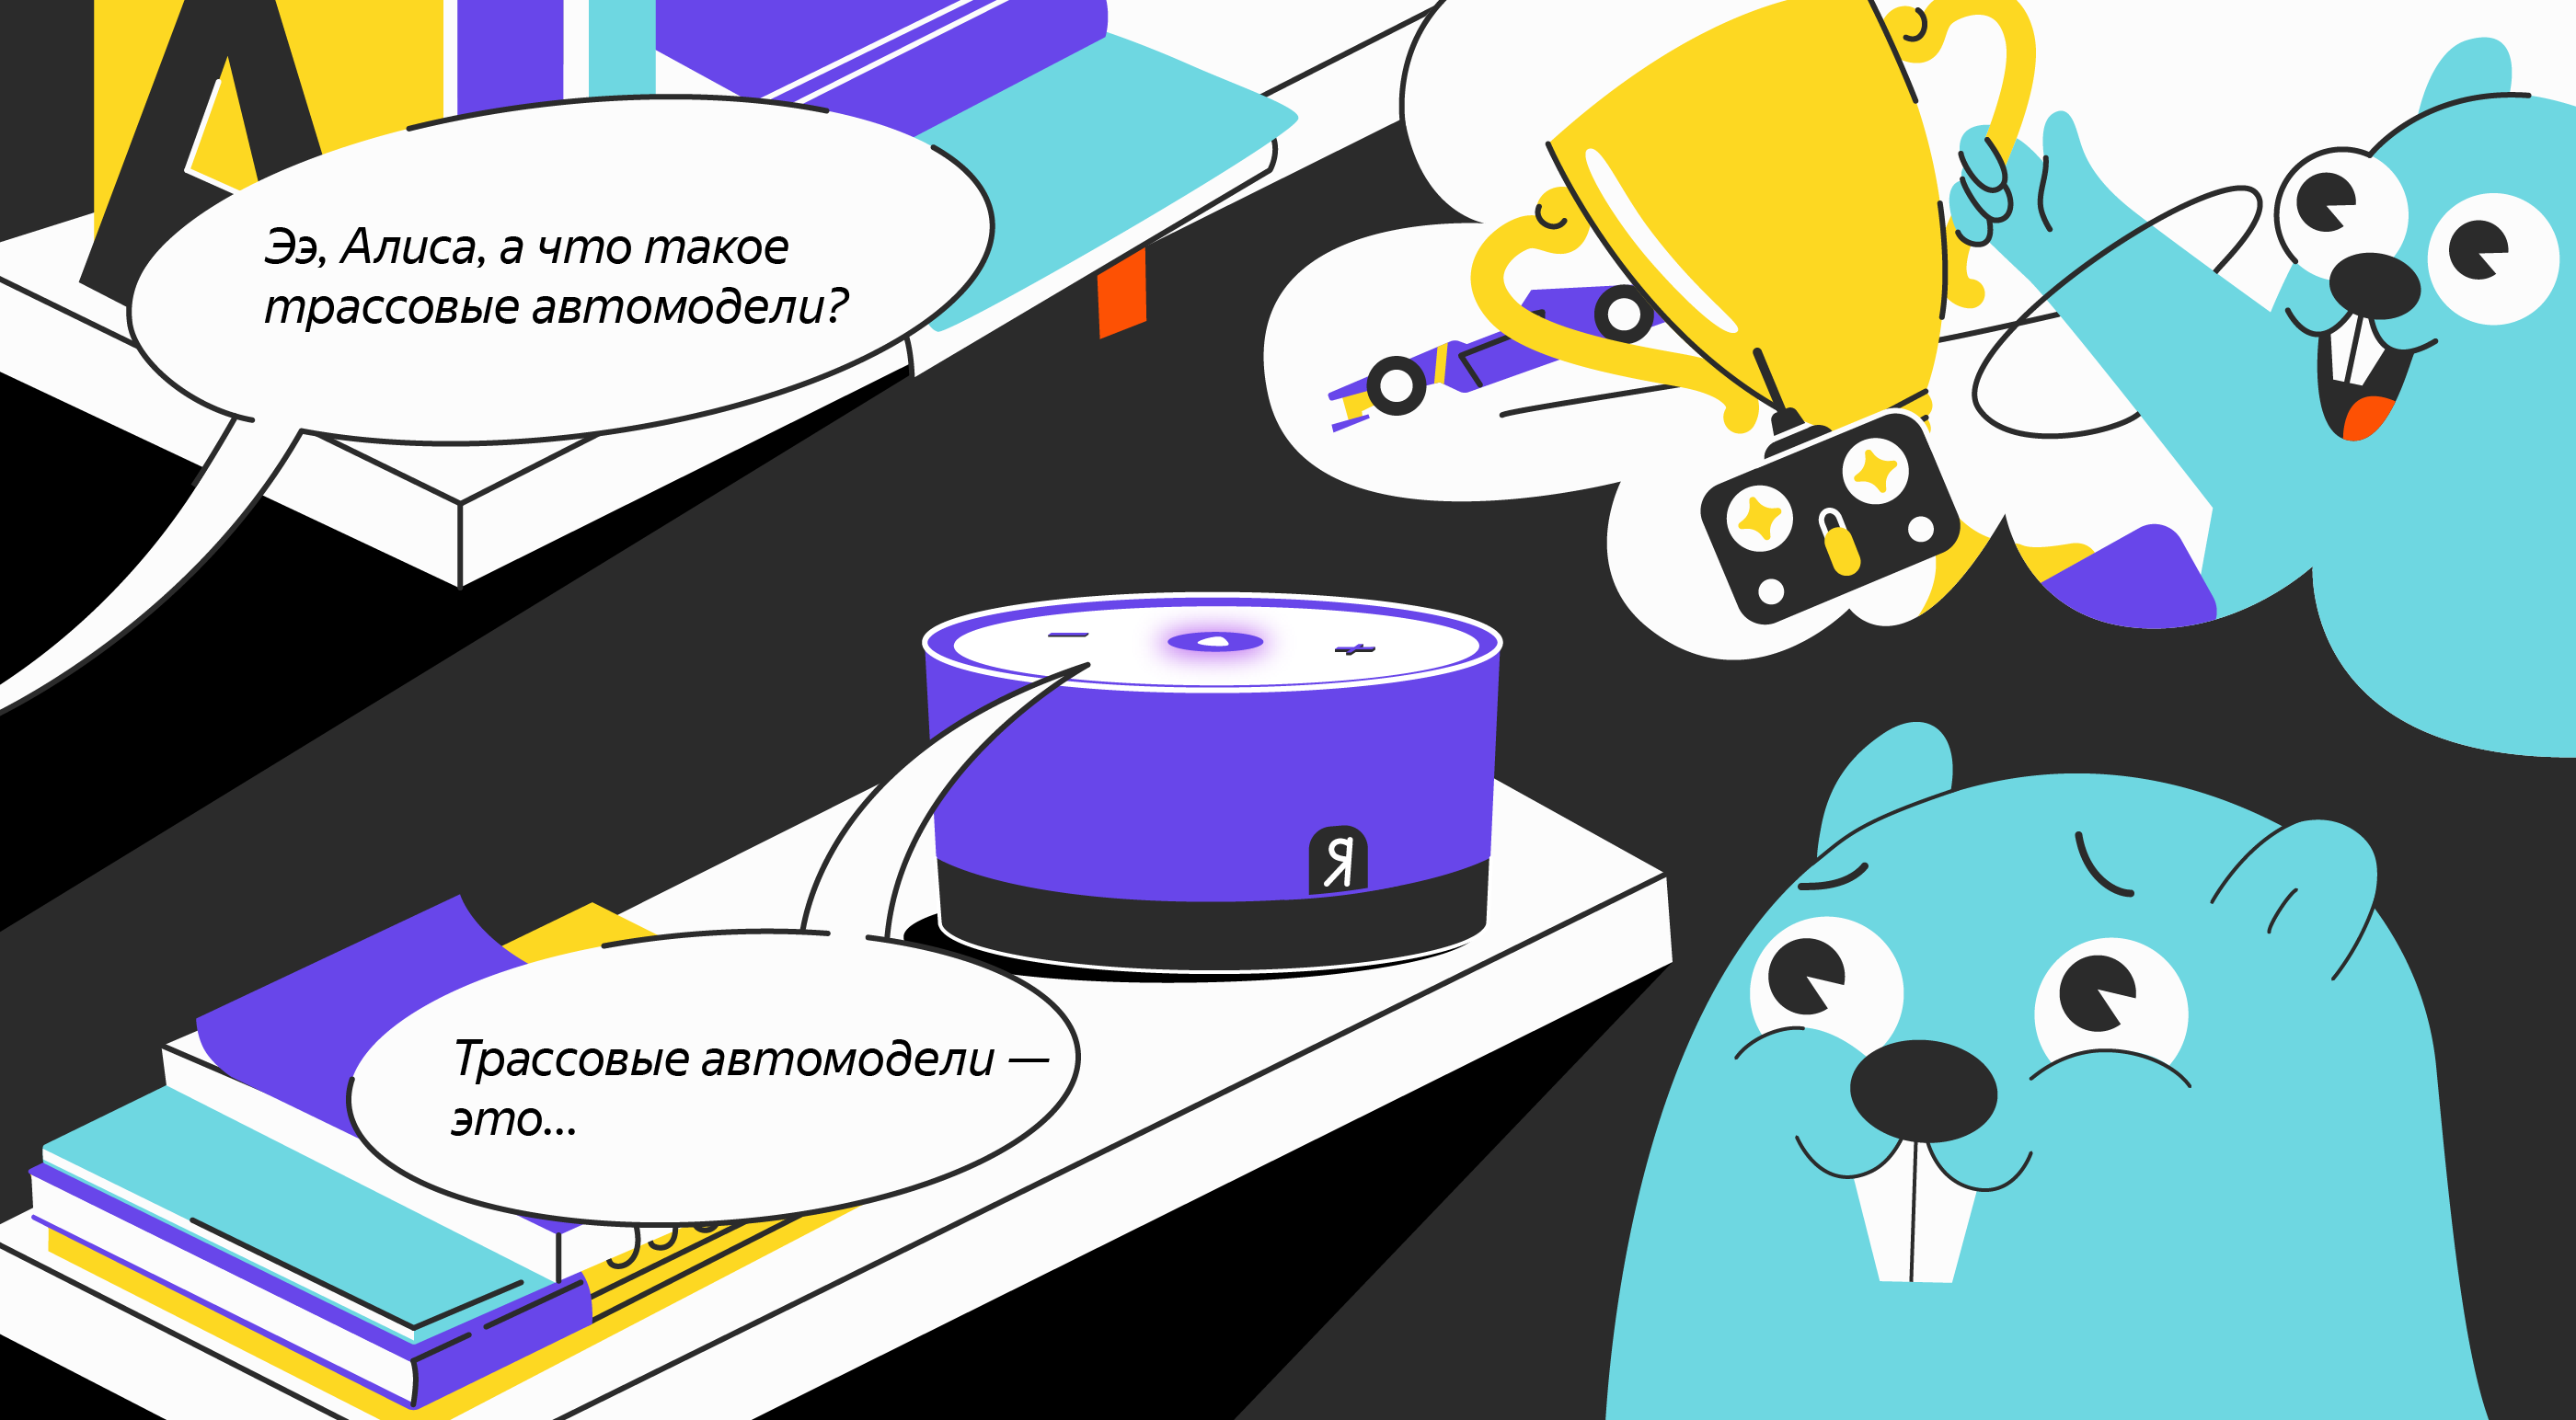 Ээ, Алиса, а что такое
трассовые автомодели?
Я
Трассовые автомодели —
это...